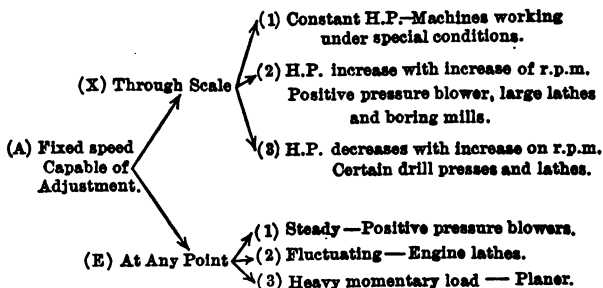 (1) Constant H.P.—Machines working
under special conditions.
(X) Through Scale
(2) H.P. increase with increase of r.p.m.
Positive pressure blower, large lathes
and boring mills.
(3) H.P. decreases with increase on r.p.m.
Certain drill presses and lathes.
(A) Fixed speed
Capable of
Adjustment.
(E) At Any Point
(1) Steady—Positive pressure blowers.
(2) Fluctuating—Engine lathes.
(3) Heavy momentary load — Planer.